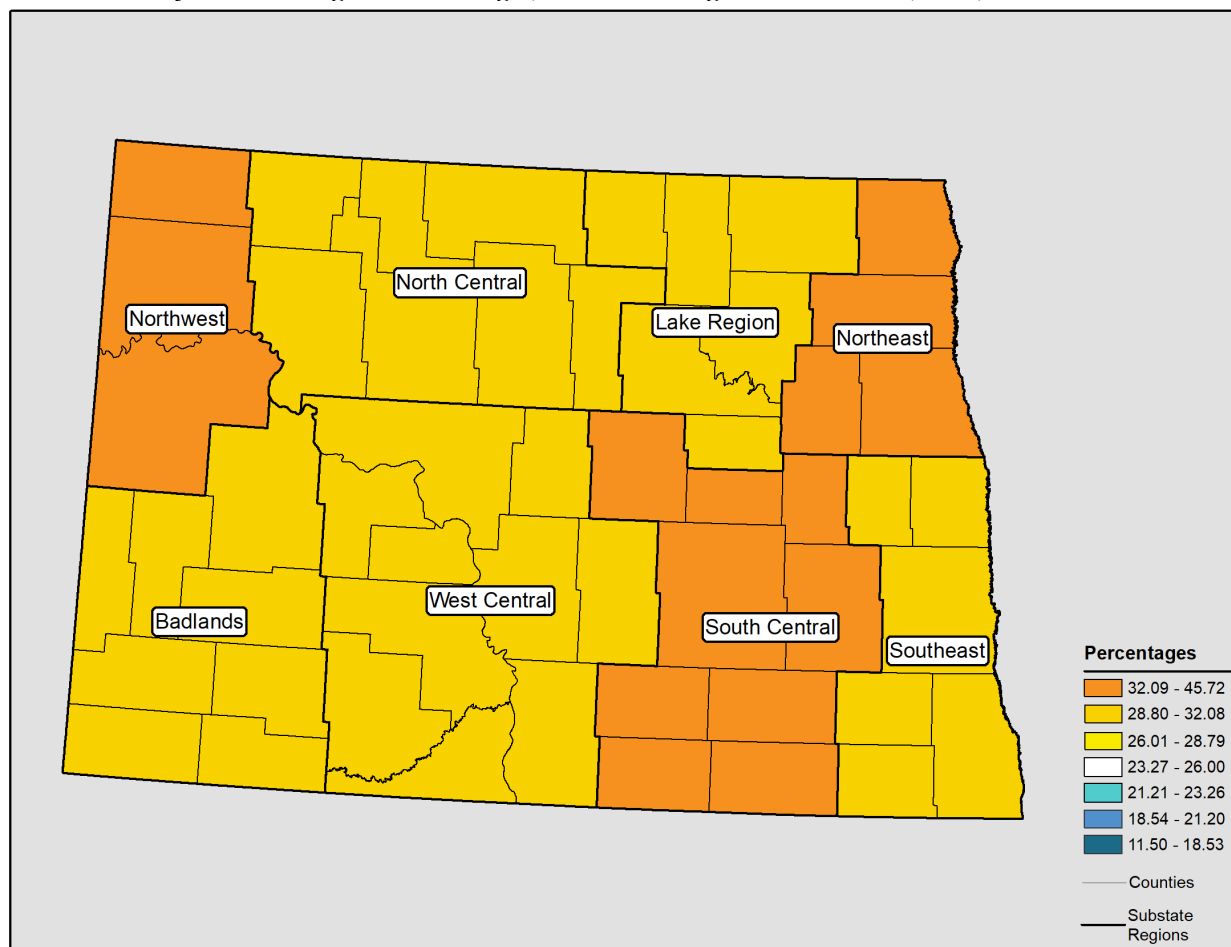 North Central
Northwest
Lake Region
Northeast
West Central
Badlands
South Central
Southeast
Percentages
32.09 - 45.72
28.80 - 32.08
26.01 - 28.79
23.27 - 26.00
21.21 - 23.26
18.54 - 21.20
11.50 - 18.53
Counties
Substate
Regions